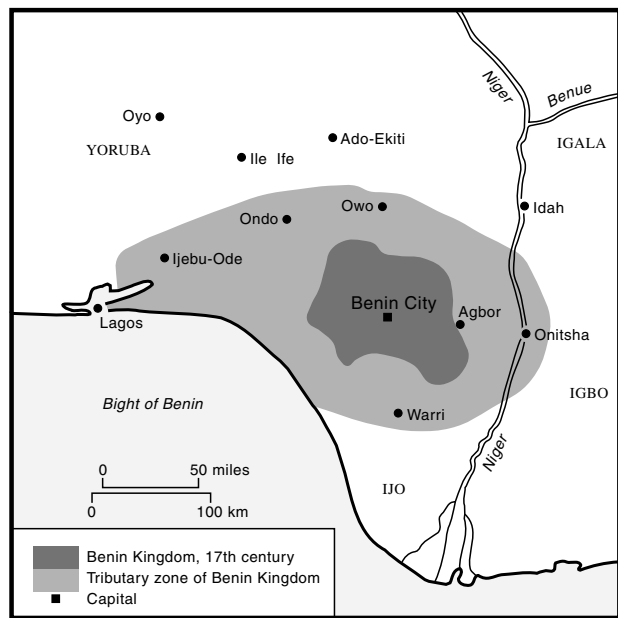 Niger
Benue
Oyo
YORUBA
Ado-Ekiti
Ile Ife
IGALA
Owo
Idah
Ondo
Ijebu-Ode
Benin City
Agbor
Lagos
Onitsha
Bight of Benin
IGBO
Warri
Niger
0 50 miles
IJO
0 100 km
Benin Kingdom, 17th century
Tributary zone of Benin Kingdom
Capital